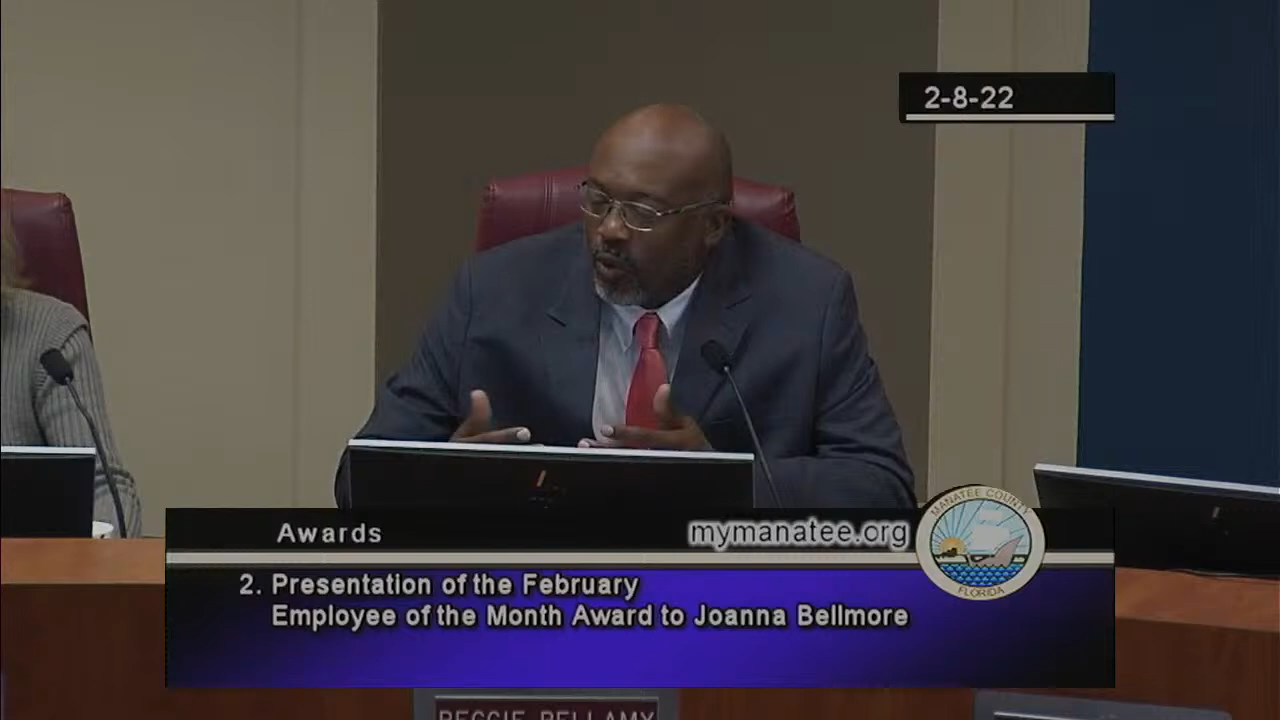 2-8-22
Awards
mymanatee.org
MANATEE COUNTY
FLORIDA
2. Presentation of the February
Employee of the Month Award to Joanna Bellmore
REGGIE BELLAMY